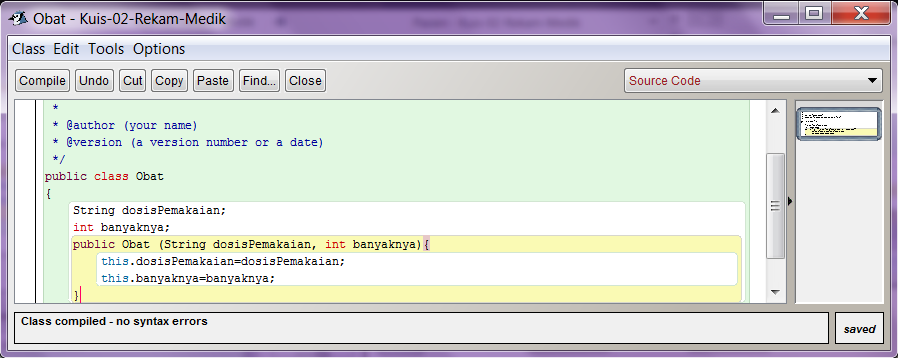 Obat - Kuis-02-Rekam-Medik
Class Edit Tools Options
Compile Undo Cut Copy Paste Find... Close Source Code
*
* @author (your name)
* @version (a version number or a date)
*/
public class Obat
{
String dosisPemakaian;
int banyaknya;
public Obat (String dosisPemakaian, int banyaknya){
this.dosisPemakaian=dosisPemakaian;
this.banyaknya=banyaknya;
}
Class compiled - no syntax errors
saved